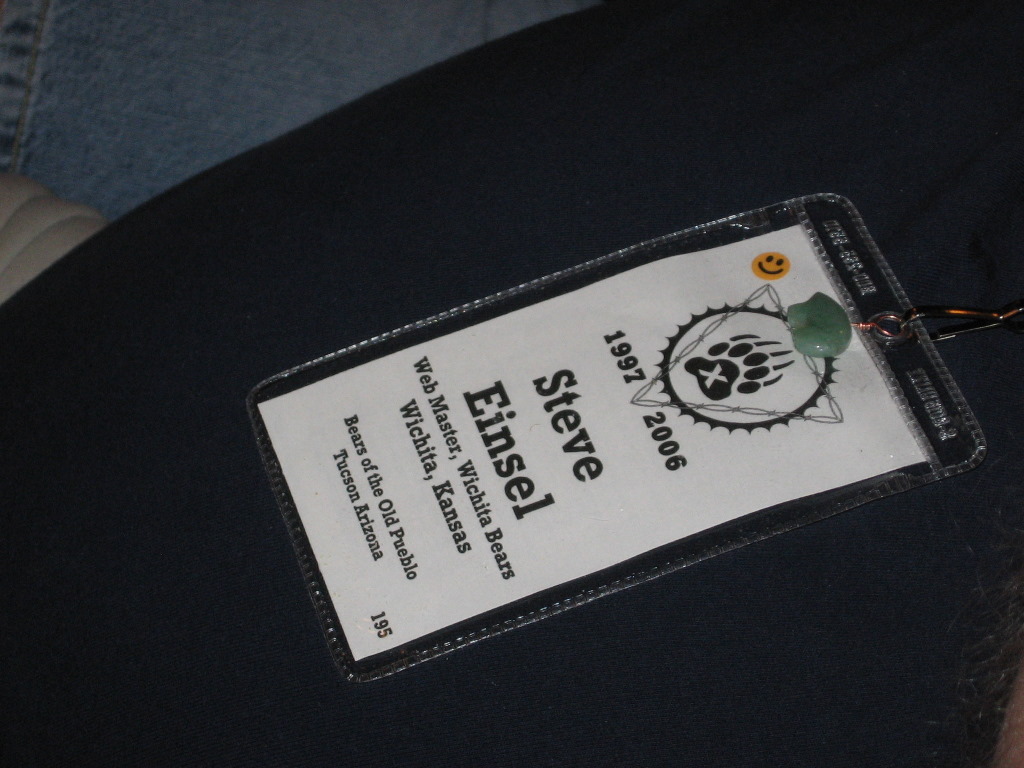 1997 2006
Steve
Einsel
Web Master, Wichita Bears
Wichita, Kansas
Bears of the Old Pueblo
Tucson Arizona
195